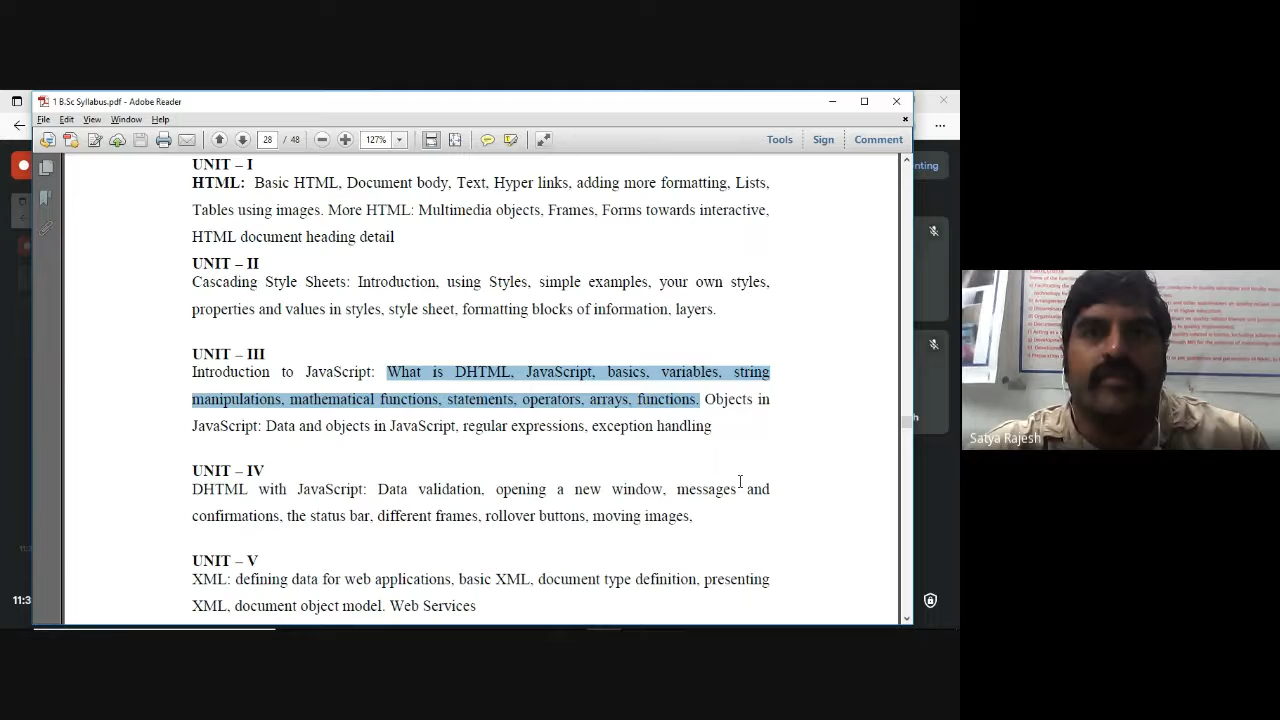 1 B.Sc Syllabus.pdf - Adobe Reader
File Edit View Window Help
28 / 48
127%
Tools Sign Comment
UNIT – I
HTML: Basic HTML, Document body, Text, Hyper links, adding more formatting, Lists,
Tables using images. More HTML: Multimedia objects, Frames, Forms towards interactive,
HTML document heading detail
UNIT – II
Cascading Style Sheets: Introduction, using Styles, simple examples, your own styles,
properties and values in styles, style sheet, formatting blocks of information, layers.
UNIT – III
Introduction to JavaScript: What is DHTML, JavaScript, basics, variables, string
manipulations, mathematical functions, statements, operators, arrays, functions. Objects in
JavaScript: Data and objects in JavaScript, regular expressions, exception handling
UNIT – IV
DHTML with JavaScript: Data validation, opening a new window, messages and
confirmations, the status bar, different frames, rollover buttons, moving images,
UNIT – V
XML: defining data for web applications, basic XML, document type definition, presenting
XML, document object model. Web Services
enting
h
11:3
Satya Rajesh